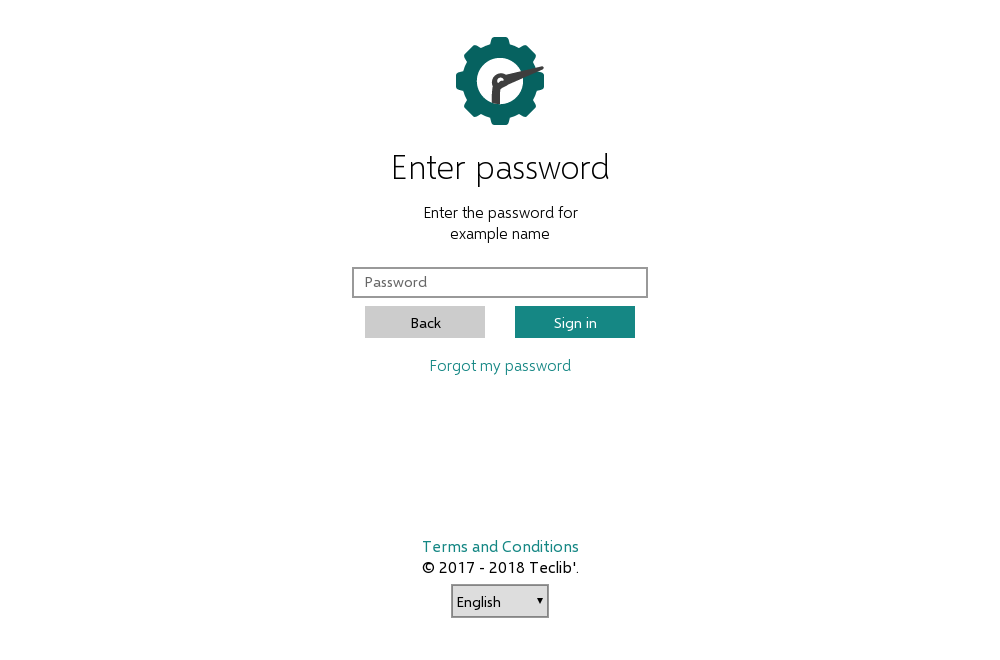 Enter password
Enter the password for
example name
Password
Back
Sign in
Forgot my password
Terms and Conditions
© 2017 - 2018 Teclib'.
English